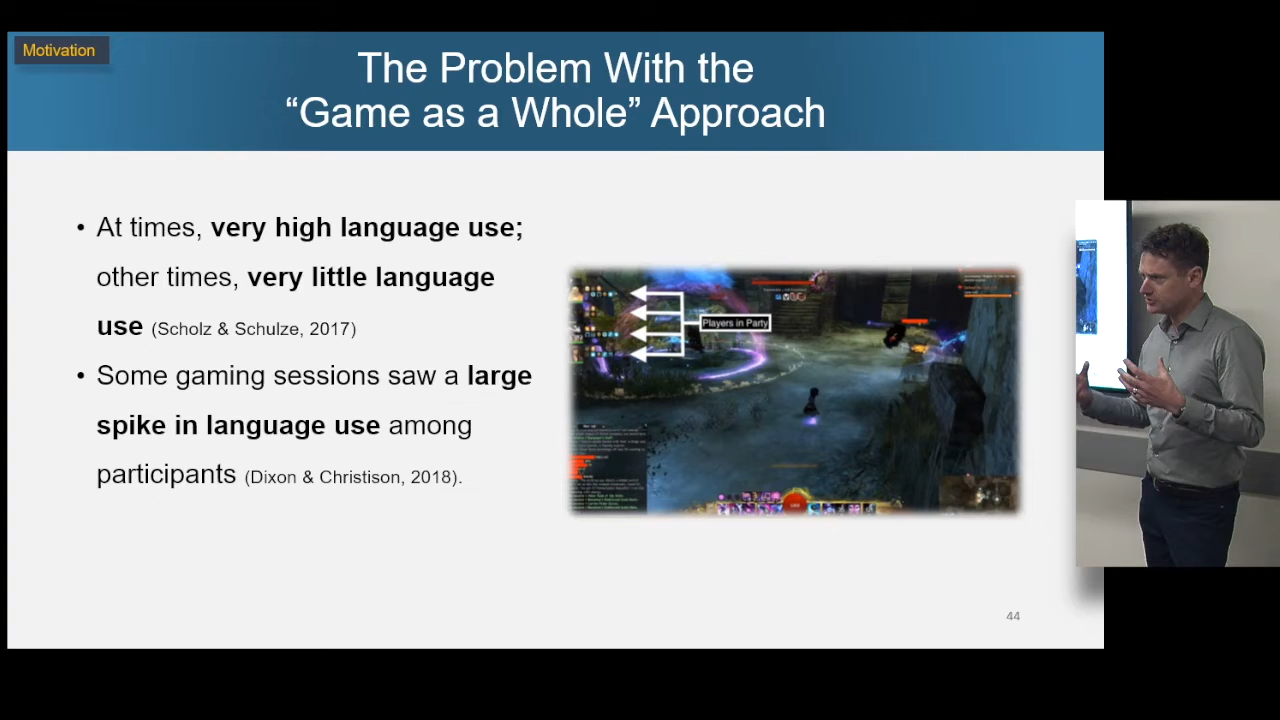 Motivation
The Problem With the
“Game as a Whole” Approach
• At times, very high language use;
other times, very little language
use (Scholz & Schulze, 2017)
• Some gaming sessions saw a large
spike in language use among
participants (Dixon & Christison, 2018).
Players in Party
44